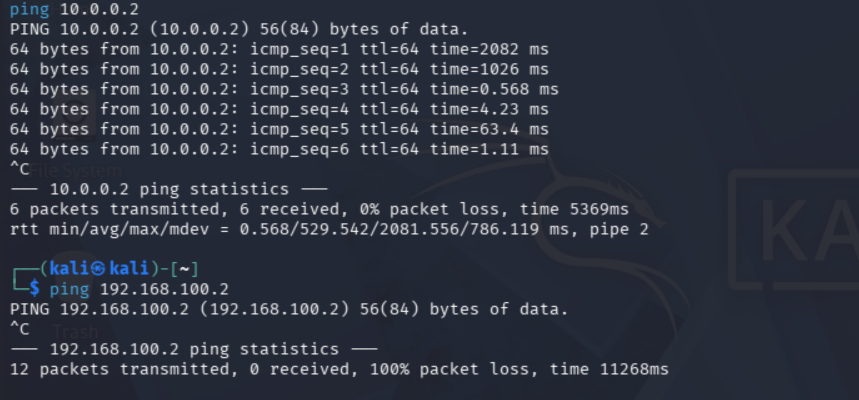 ping 10.0.0.2
PING 10.0.0.2 (10.0.0.2) 56(84) bytes of data.
64 bytes from 10.0.0.2: icmp_seq=1 ttl=64 time=2082 ms
64 bytes from 10.0.0.2: icmp_seq=2 ttl=64 time=1026 ms
64 bytes from 10.0.0.2: icmp_seq=3 ttl=64 time=0.568 ms
64 bytes from 10.0.0.2: icmp_seq=4 ttl=64 time=4.23 ms
64 bytes from 10.0.0.2: icmp_seq=5 ttl=64 time=63.4 ms
64 bytes from 10.0.0.2: icmp_seq=6 ttl=64 time=1.11 ms
^C
File System
--- 10.0.0.2 ping statistics ---
6 packets transmitted, 6 received, 0% packet loss, time 5369ms
rtt min/avg/max/mdev = 0.568/529.542/2081.556/786.119 ms, pipe 2
┌──(kali㉿kali)-[~]
└─$ ping 192.168.100.2
PING 192.168.100.2 (192.168.100.2) 56(84) bytes of data.
^C
Trash
--- 192.168.100.2 ping statistics ---
12 packets transmitted, 0 received, 100% packet loss, time 11268ms
KA